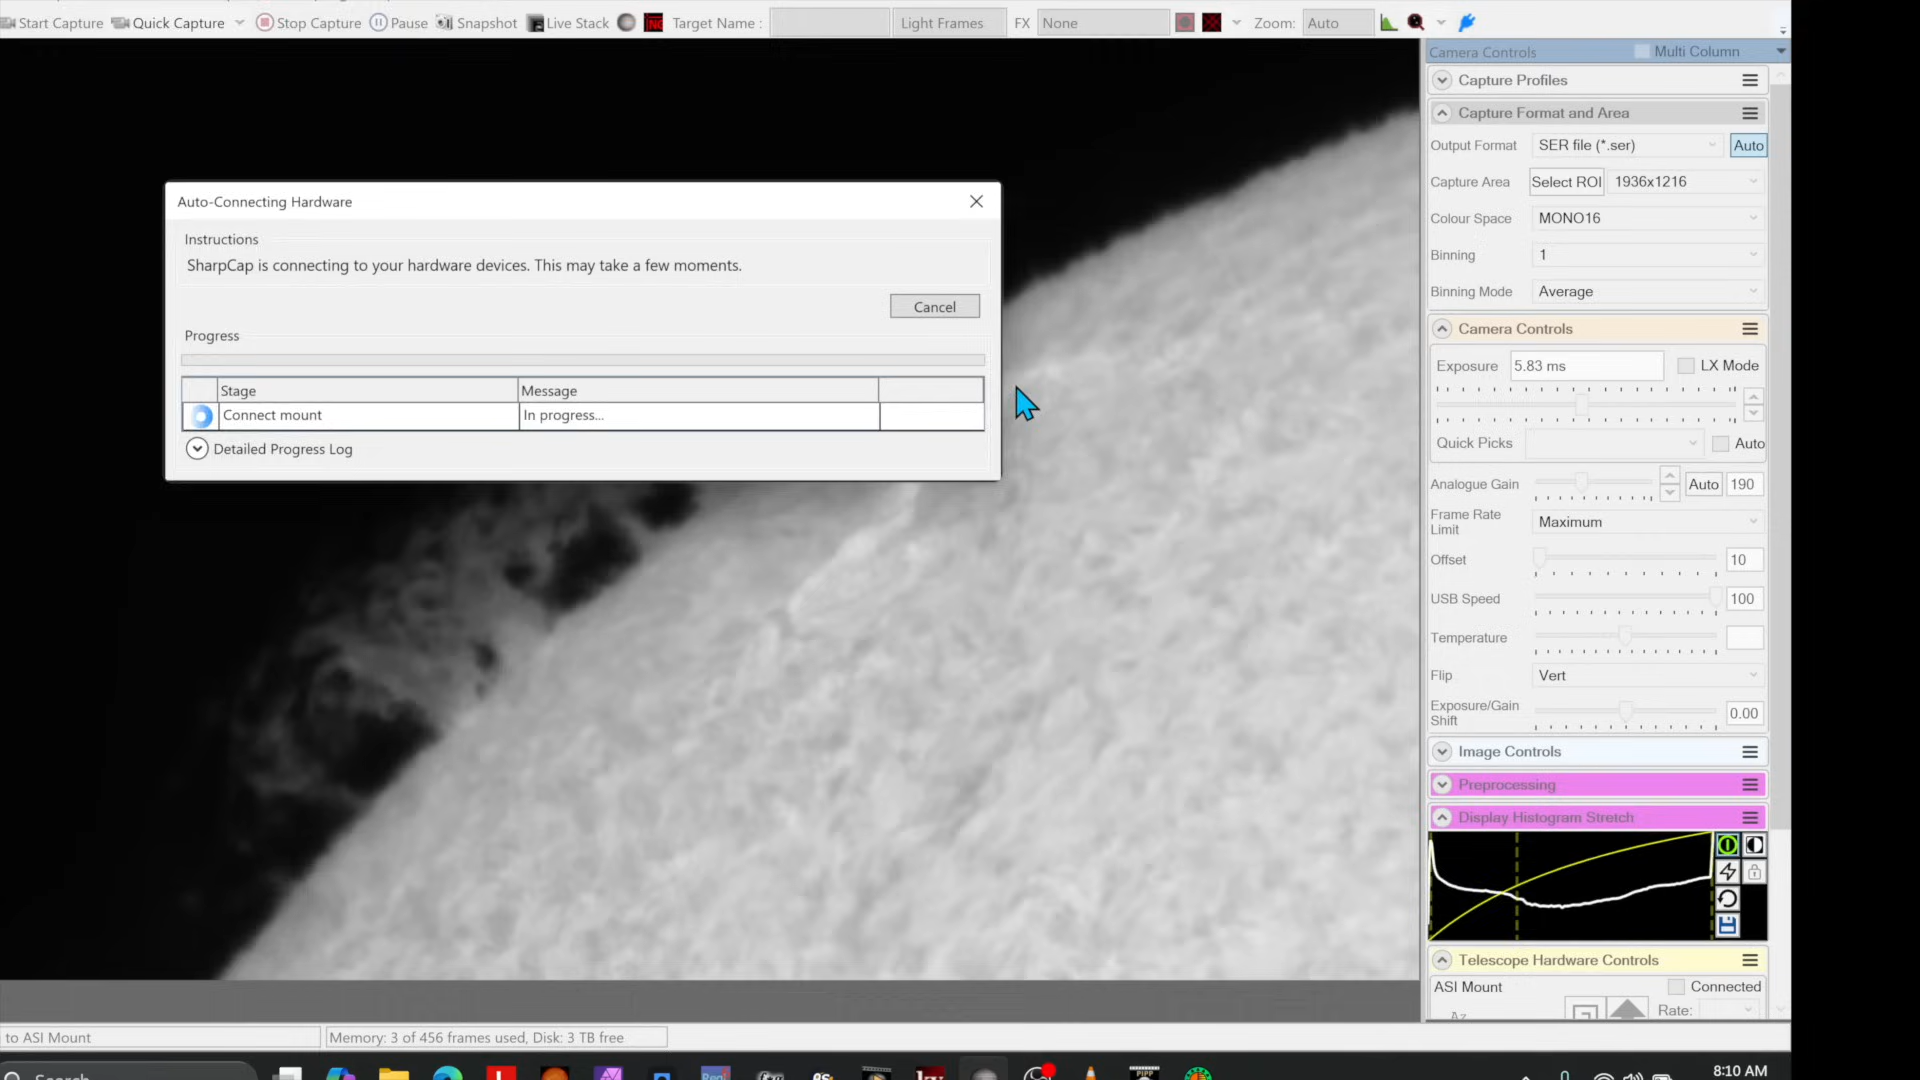 Start Capture Quick Capture Stop Capture Pause Snapshot Live Stack Target Name : Light Frames FX None Zoom: Auto
Camera Controls Multi Column
Capture Profiles
Capture Format and Area
Output Format SER file (*.ser) Auto
Capture Area Select ROI 1936x1216
Colour Space MONO16
Binning 1
Binning Mode Average
Camera Controls
Exposure 5.83 ms LX Mode
Quick Picks Auto
Analogue Gain Auto 190
Frame Rate
Limit
Maximum
Offset 10
USB Speed 100
Temperature
Flip Vert
Exposure/Gain
Shift
0.00
Image Controls
Preprocessing
Display Histogram Stretch
Telescope Hardware Controls
ASI Mount Connected
Az Rate:
Auto-Connecting Hardware
Instructions
SharpCap is connecting to your hardware devices. This may take a few moments.
Cancel
Progress
Stage Message
Connect mount In progress...
Detailed Progress Log
to ASI Mount Memory: 3 of 456 frames used, Disk: 3 TB free
Search
8:10 AM